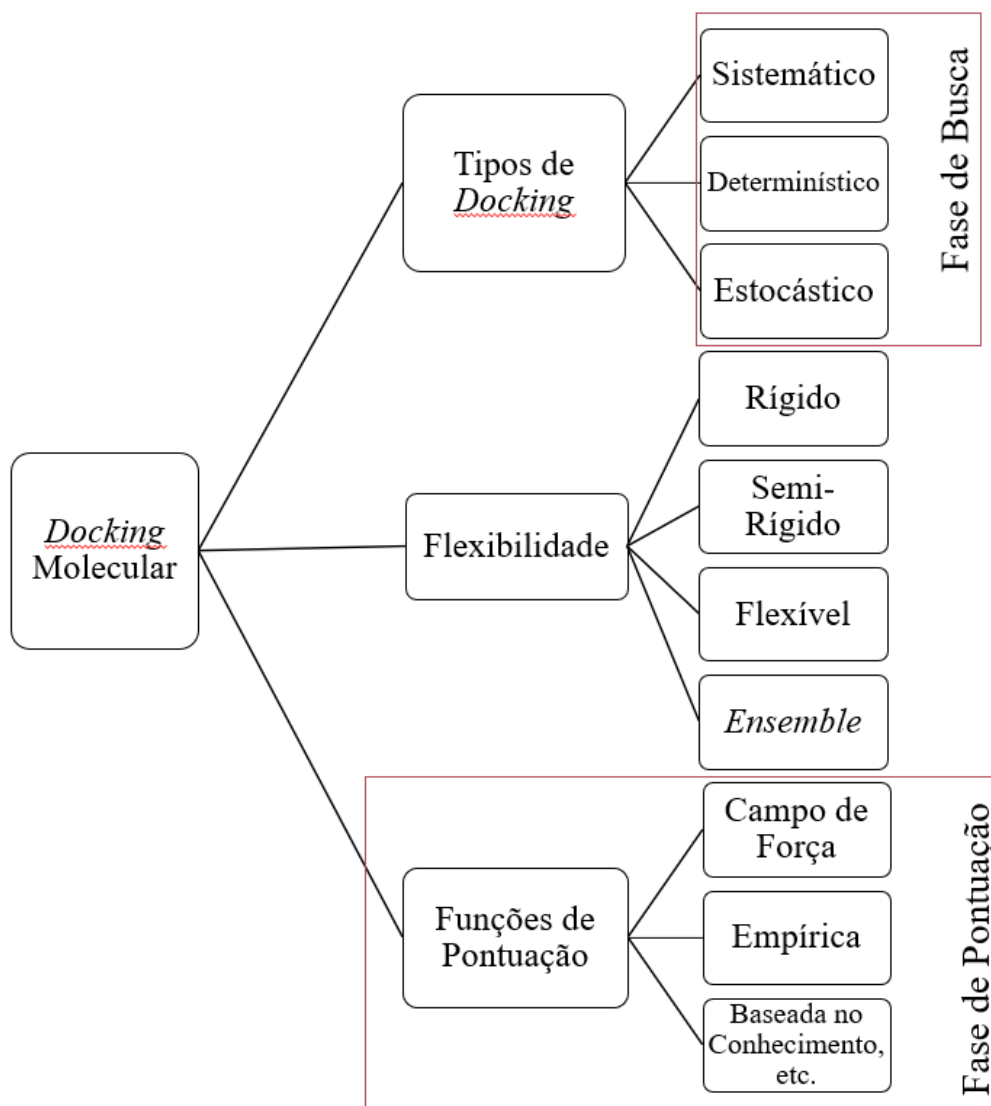 Docking
Molecular
Tipos de
Docking
Sistemático
Determinístico
Estocástico
Fase de Busca
Flexibilidade
Rígido
Semi-
Rígido
Flexível
Ensemble
Funções de
Pontuação
Campo de
Força
Empírica
Baseada no
Conhecimento,
etc.
Fase de Pontuação